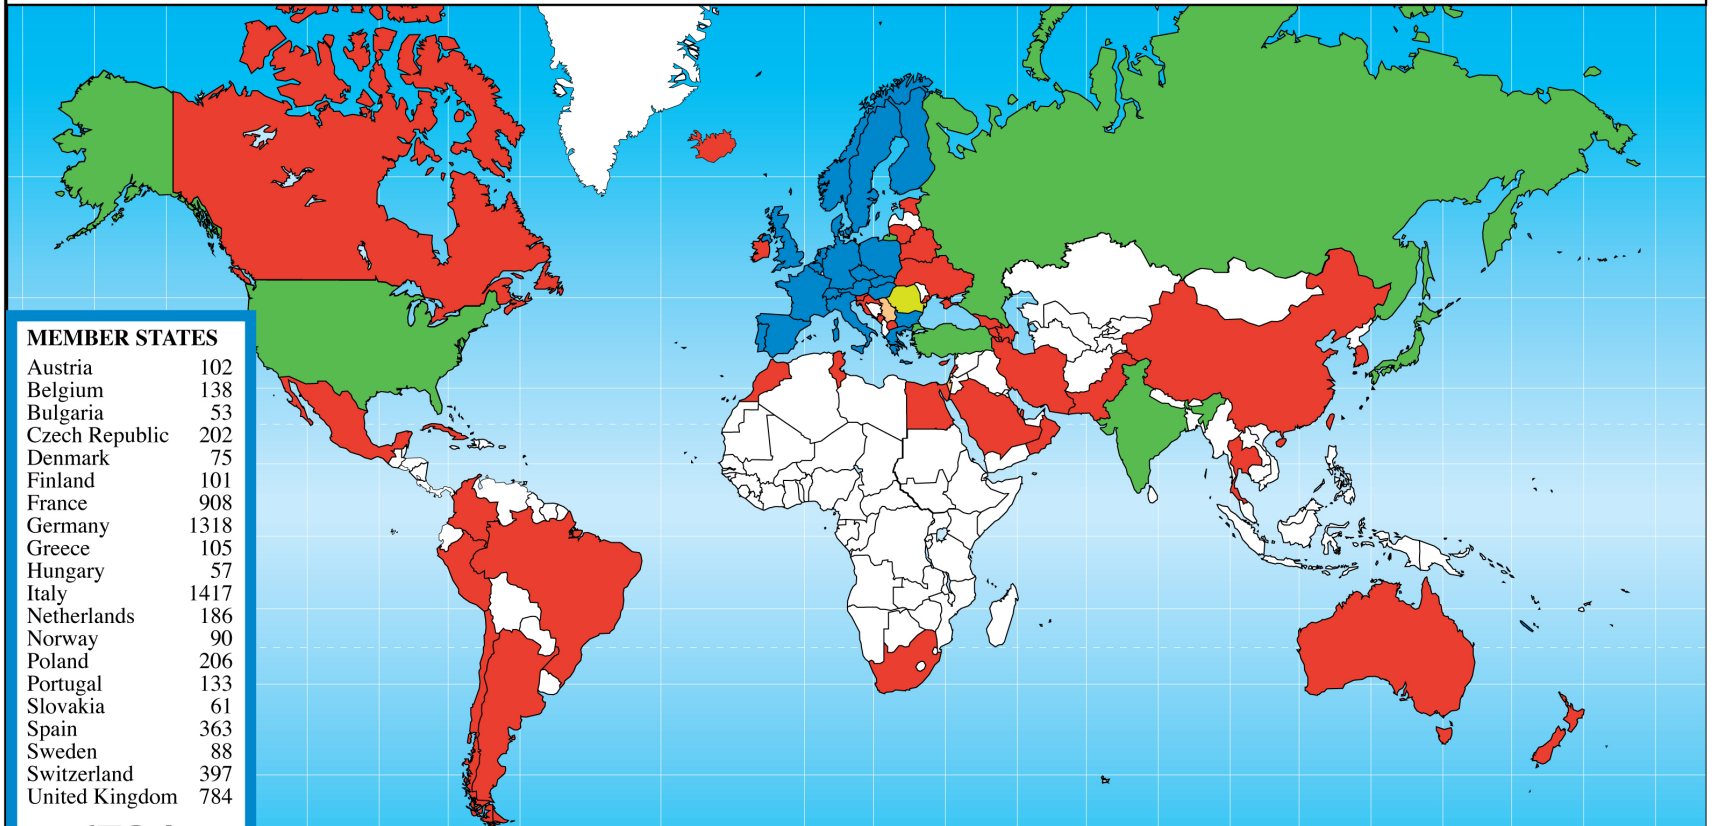 MEMBER STATES
Austria 102
Belgium 138
Bulgaria 53
Czech Republic 202
Denmark 75
Finland 101
France 908
Germany 1318
Greece 105
Hungary 57
Italy 1417
Netherlands 186
Norway 90
Poland 206
Portugal 133
Slovakia 61
Spain 363
Sweden 88
Switzerland 397
United Kingdom 784